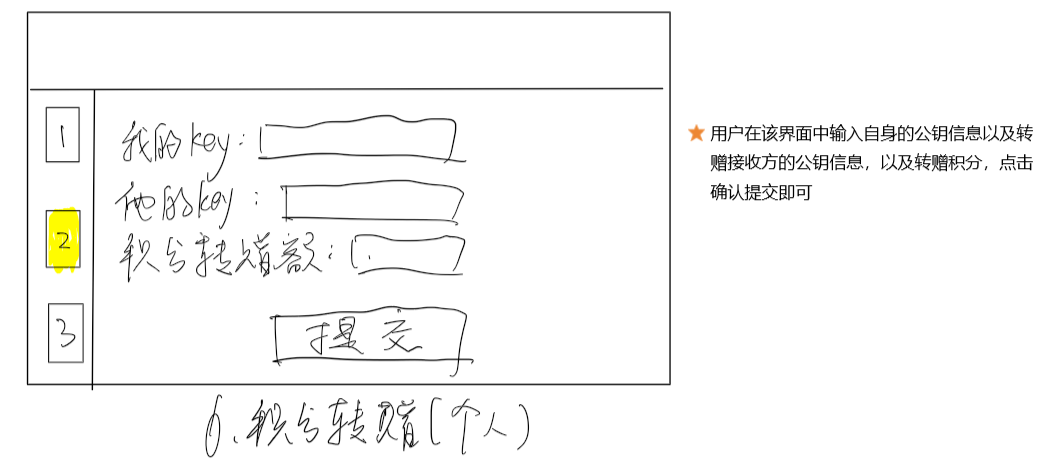 1
我的key:
他的key:
2
积分转赠额:
3
提交
6.积分转赠(个人)
用户在该界面中输入自身的公钥信息以及转
赠接收方的公钥信息，以及转赠积分，点击
确认提交即可